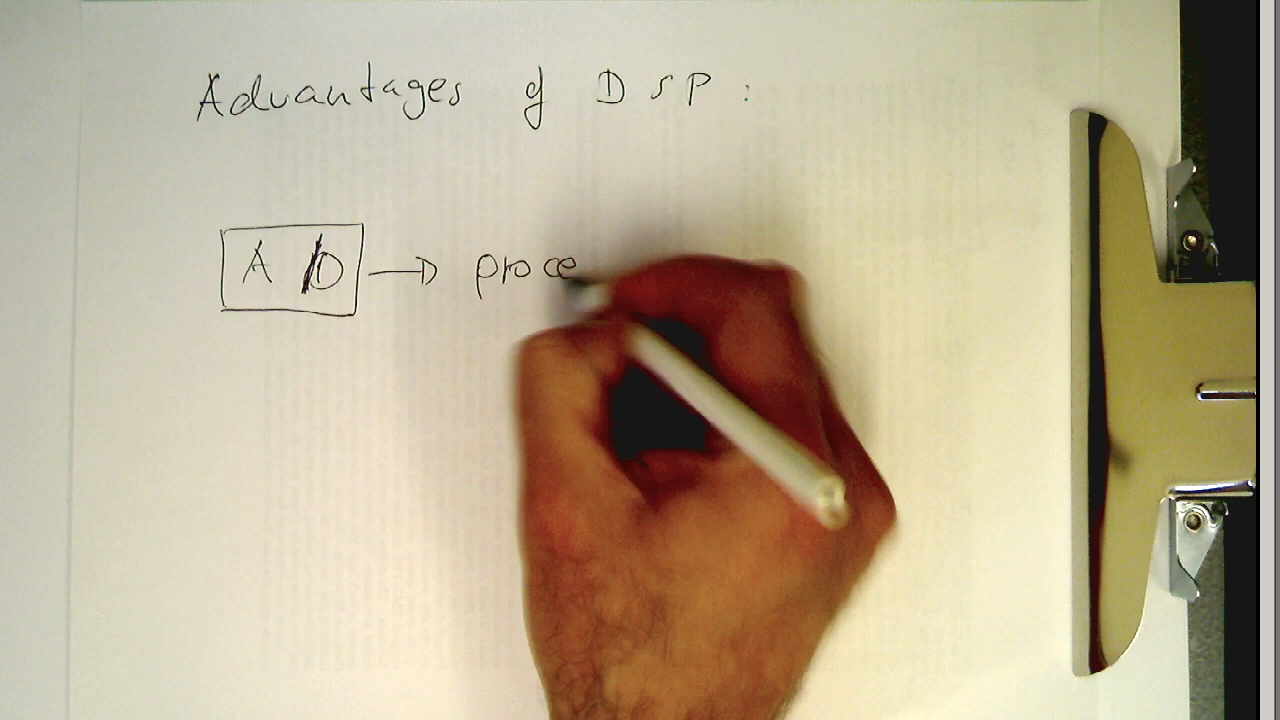 Advantages of DSP:
A/D → proce